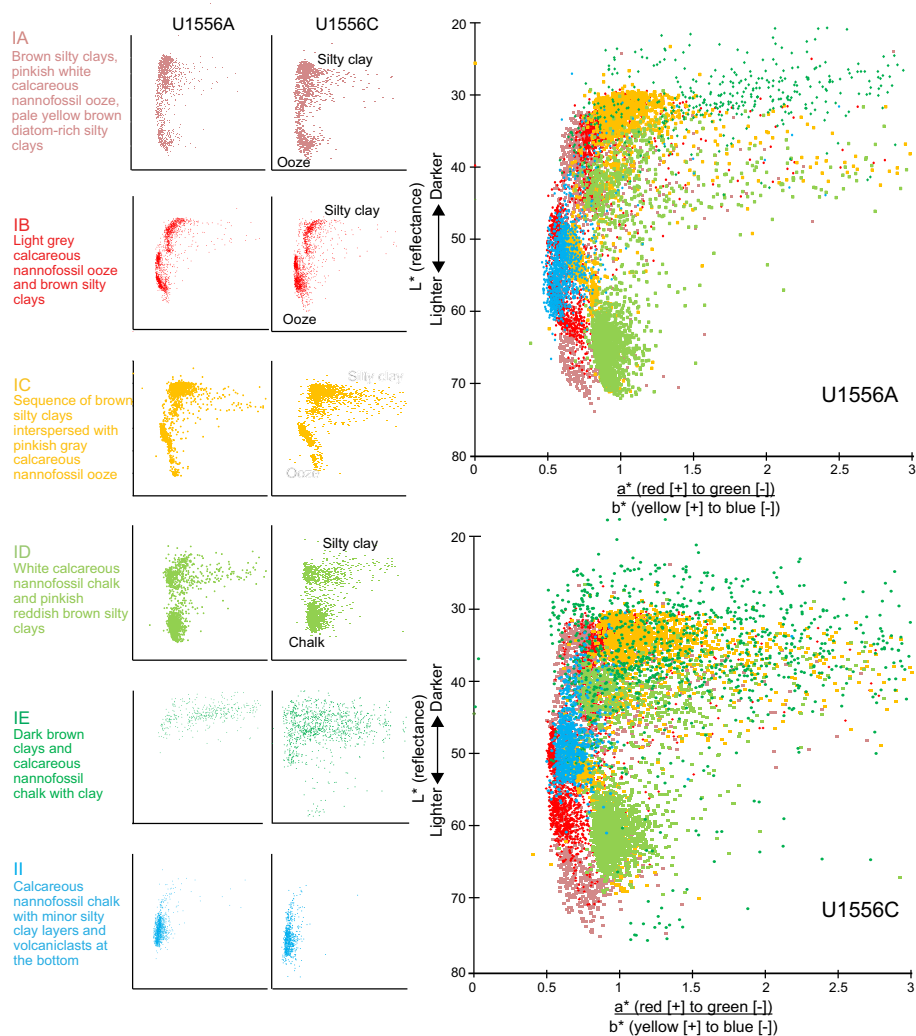 U1556A
U1556C
IA
Brown silty clays,
pinkish white
calcareous
nannofossil ooze,
pale yellow brown
diatom-rich silty
clays
Silty clay
Ooze
IB
Light grey
calcareous
nannofossil ooze
and brown silty
clays
Silty clay
Ooze
IC
Sequence of brown
silty clays
interspersed with
pinkish gray
calcareous
nannofossil ooze
Silty clay
Ooze
ID
White calcareous
nannofossil chalk
and pinkish
reddish brown silty
clays
Silty clay
Chalk
IE
Dark brown
clays and
calcareous
nannofossil
chalk with clay
II
Calcareous
nannofossil chalk
with minor silty
clay layers and
volcaniclasts at
the bottom
20
30
40
50
60
70
80
L* (reflectance)
Lighter
Darker
0
0.5
1
1.5
2
2.5
3
a* (red [+] to green [-])
b* (yellow [+] to blue [-])
U1556A
20
30
40
50
60
70
80
L* (reflectance)
Lighter
Darker
0
0.5
1
1.5
2
2.5
3
a* (red [+] to green [-])
b* (yellow [+] to blue [-])
U1556C